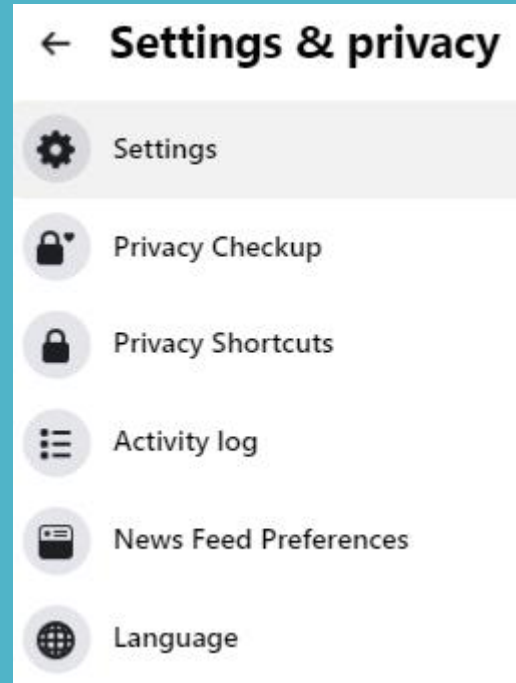 Settings & privacy
Settings
Privacy Checkup
Privacy Shortcuts
Activity log
News Feed Preferences
Language